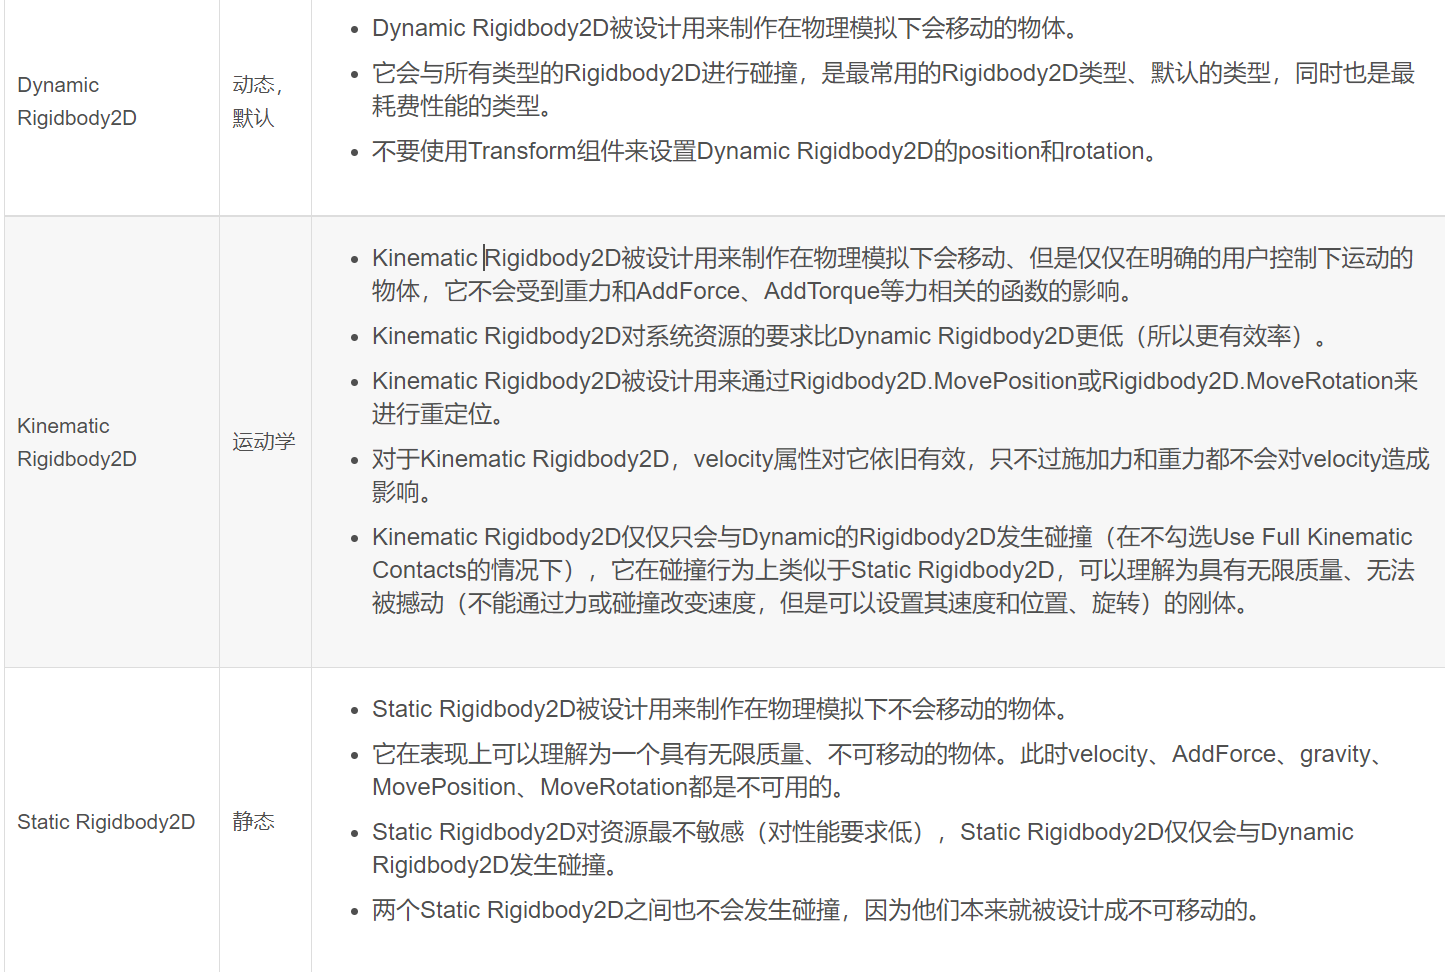 Dynamic
Rigidbody2D
动态，
默认
Dynamic Rigidbody2D被设计用来制作在物理模拟下会移动的物体。
它会与所有类型的Rigidbody2D进行碰撞，是最常用的Rigidbody2D类型、默认的类型，同时也是最
耗费性能的类型。
不要使用Transform组件来设置Dynamic Rigidbody2D的position和rotation。
Kinematic
Rigidbody2D
运动学
Kinematic Rigidbody2D被设计用来制作在物理模拟下会移动、但是仅仅在明确的用户控制下运动的
物体，它不会受到重力和AddForce、AddTorque等力相关的函数的影响。
Kinematic Rigidbody2D对系统资源的要求比Dynamic Rigidbody2D更低（所以更有效率）。
Kinematic Rigidbody2D被设计用来通过Rigidbody2D.MovePosition或Rigidbody2D.MoveRotation来
进行重定位。
对于Kinematic Rigidbody2D，velocity属性对它依旧有效，只不过施加力和重力都不会对velocity造成
影响。
Kinematic Rigidbody2D仅仅只会与Dynamic的Rigidbody2D发生碰撞（在不勾选Use Full Kinematic
Contacts的情况下），它在碰撞行为上类似于Static Rigidbody2D，可以理解为具有无限质量、无法
被撼动（不能通过力或碰撞改变速度，但是可以设置其速度和位置、旋转）的刚体。
Static Rigidbody2D
静态
Static Rigidbody2D被设计用来制作在物理模拟下不会移动的物体。
它在表现上可以理解为一个具有无限质量、不可移动的物体。此时velocity、AddForce、gravity、
MovePosition、MoveRotation都是不可用的。
Static Rigidbody2D对资源最不敏感（对性能要求低），Static Rigidbody2D仅仅会与Dynamic
Rigidbody2D发生碰撞。
两个Static Rigidbody2D之间也不会发生碰撞，因为他们本来就被设计成不可移动的。